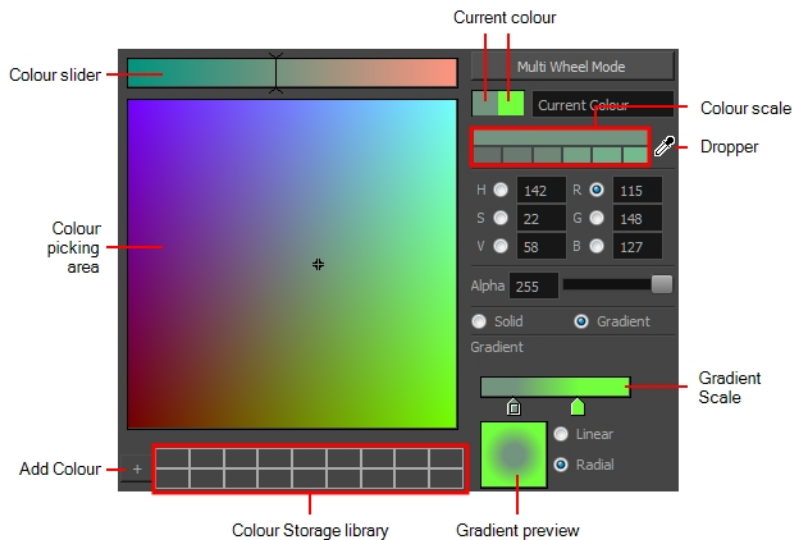 Current colour
Multi Wheel Mode
Colour slider
Current Colour
Colour scale
Dropper
H 142 R 115
S 22 G 148
V 58 B 127
Colour
picking
area
Alpha 255
Solid Gradient
Gradient
Gradient
Scale
Linear
Radial
Add Colour
+
Colour Storage library
Gradient preview